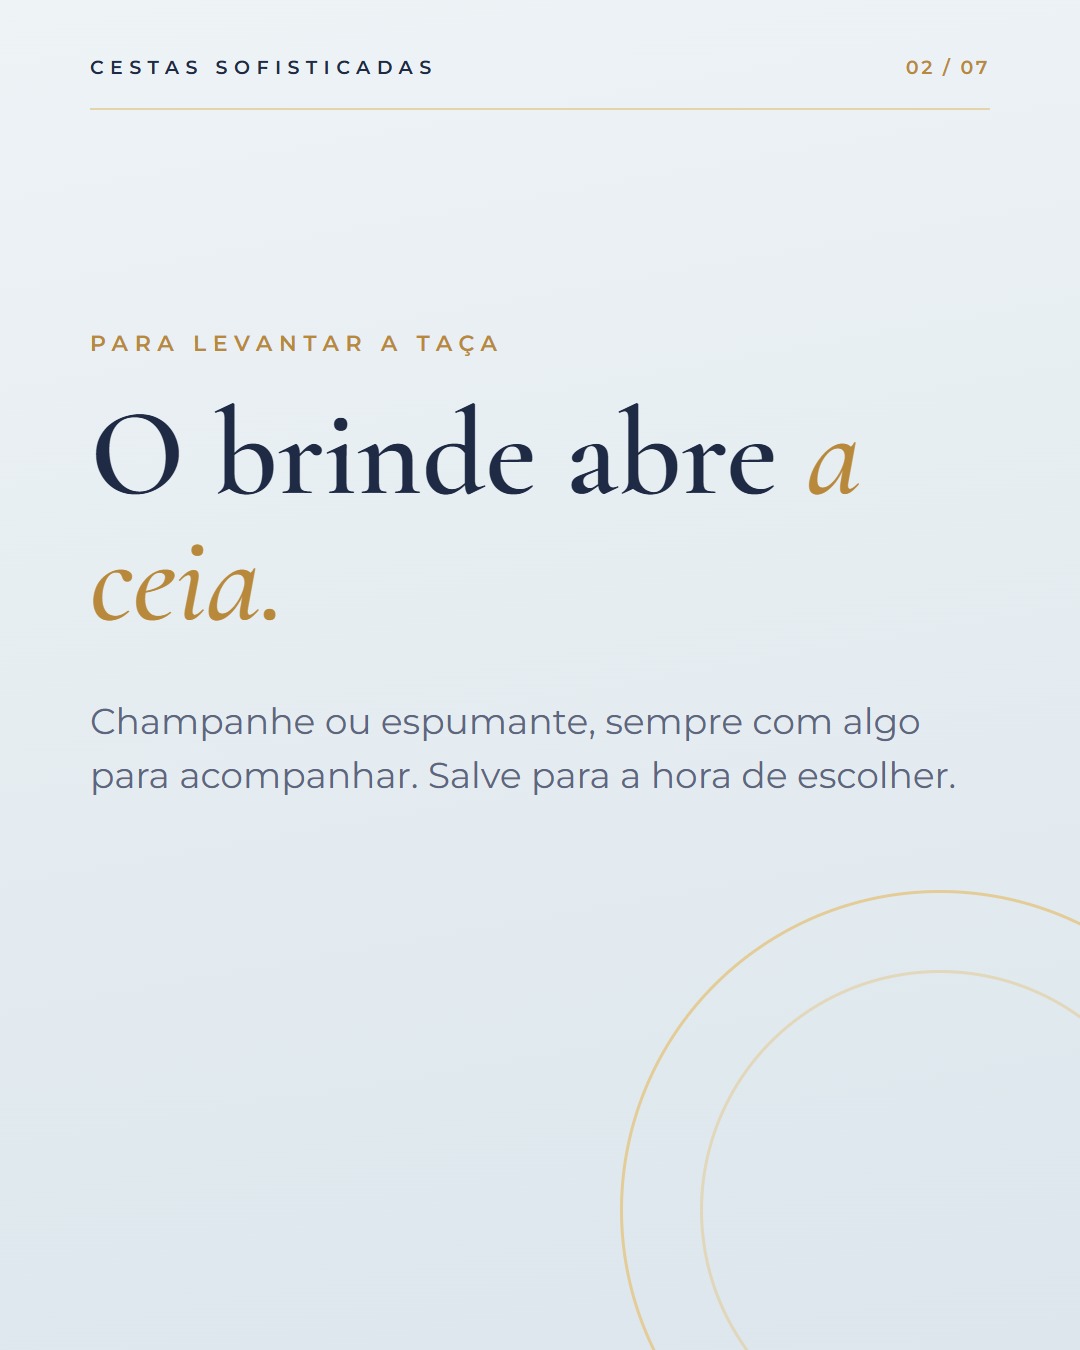 CESTAS SOFISTICADAS
02 / 07
PARA LEVANTAR A TAÇA
O brinde abre a
ceia.
Champanhe ou espumante, sempre com algo
para acompanhar. Salve para a hora de escolher.